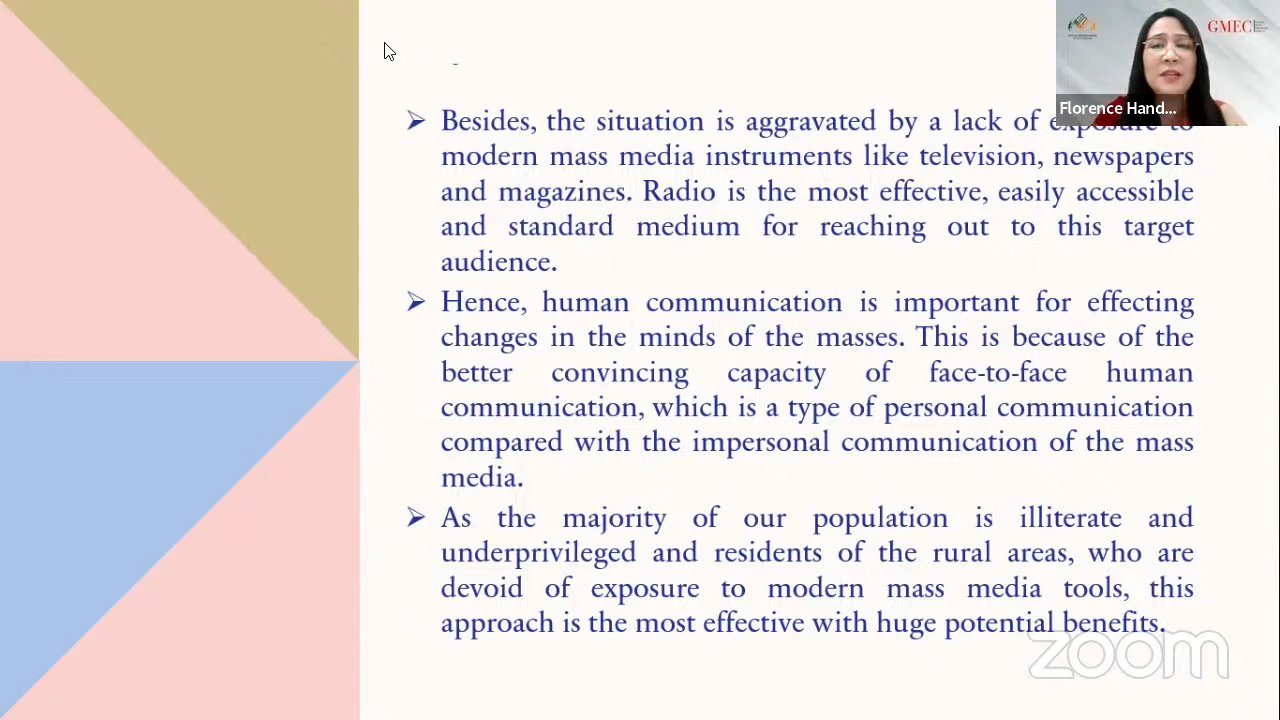 GMEC
Florence Hand...
Besides, the situation is aggravated by a lack of exposure to
modern mass media instruments like television, newspapers
and magazines. Radio is the most effective, easily accessible
and standard medium for reaching out to this target
audience.
Hence, human communication is important for effecting
changes in the minds of the masses. This is because of the
better convincing capacity of face-to-face human
communication, which is a type of personal communication
compared with the impersonal communication of the mass
media.
As the majority of our population is illiterate and
underprivileged and residents of the rural areas, who are
devoid of exposure to modern mass media tools, this
approach is the most effective with huge potential benefits.
zoom